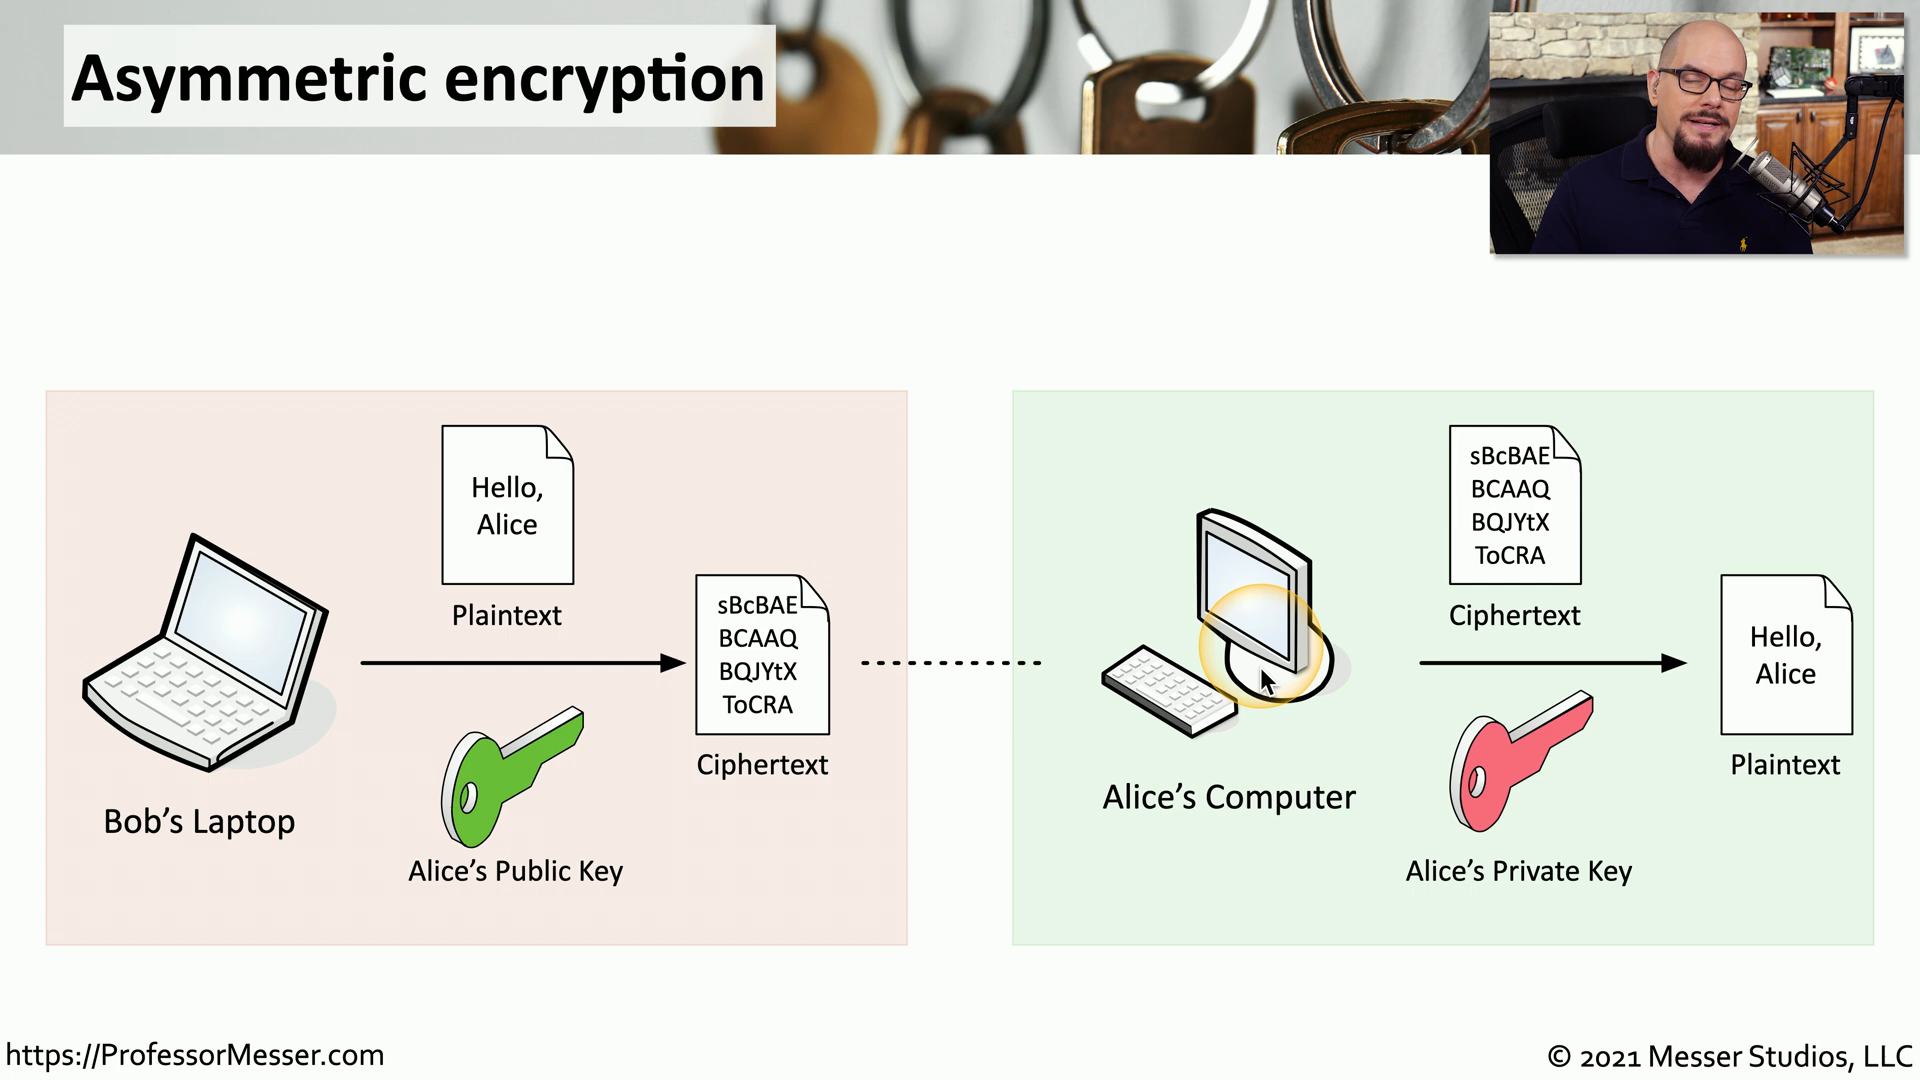 Asymmetric encryption
Hello,
Alice
Plaintext
sBcBAE
BCAAQ
BQJYtX
ToCRA
Ciphertext
Bob's Laptop
Alice's Public Key
sBcBAE
BCAAQ
BQJYtX
ToCRA
Ciphertext
Hello,
Alice
Plaintext
Alice's Computer
Alice's Private Key
https://ProfessorMesser.com
© 2021 Messer Studios, LLC